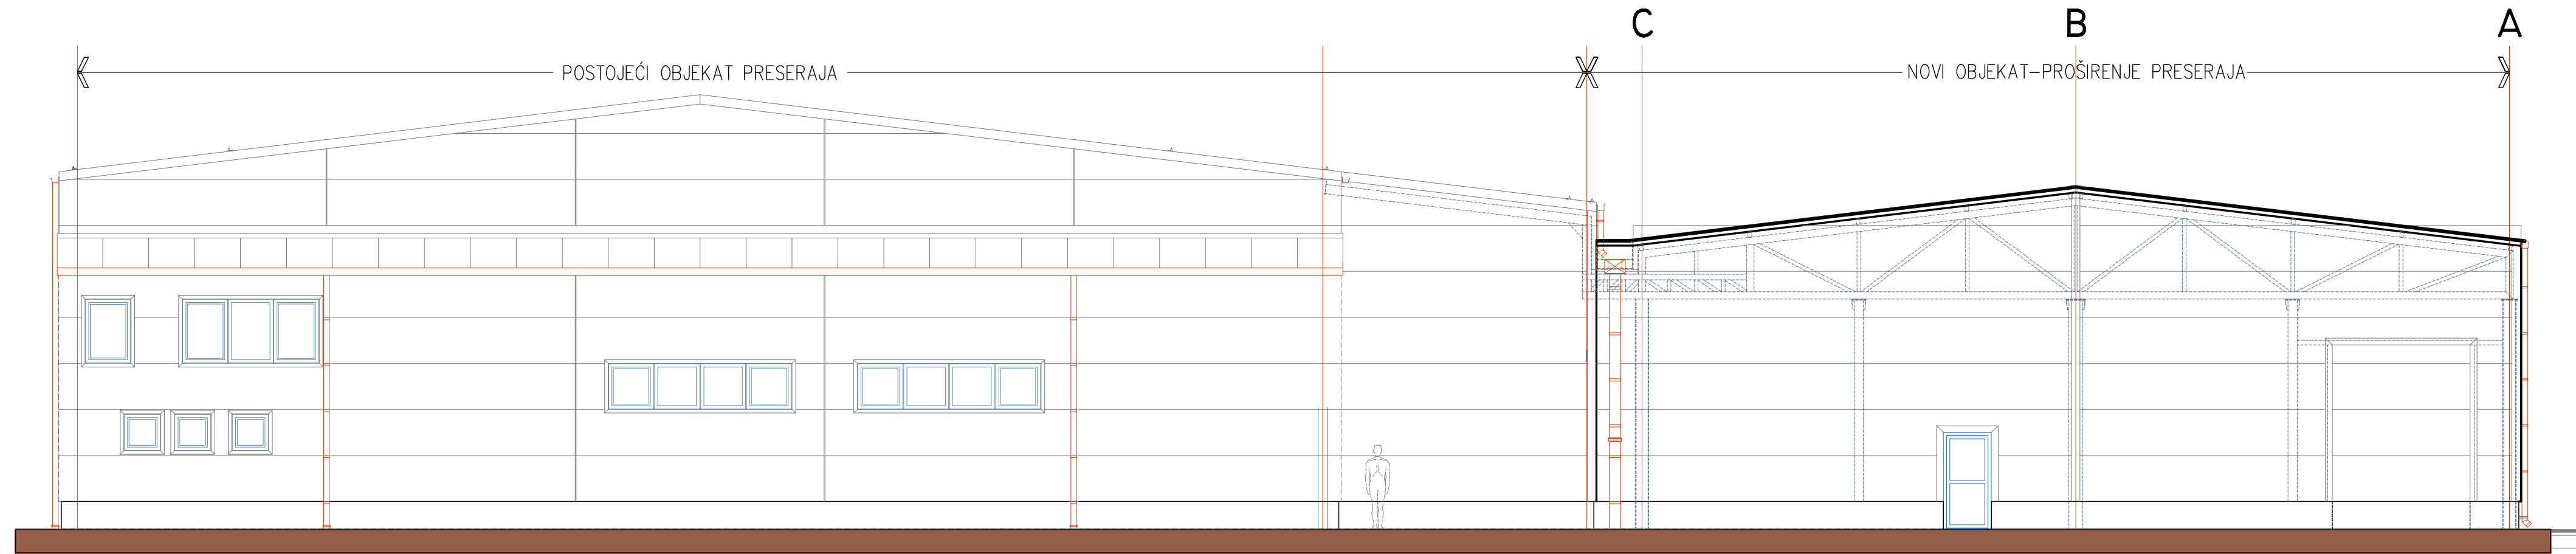 C B A
POSTOJEĆI OBJEKAT PRESERAJA
NOVI OBJEKAT-PROŠIRENJE PRESERAJA